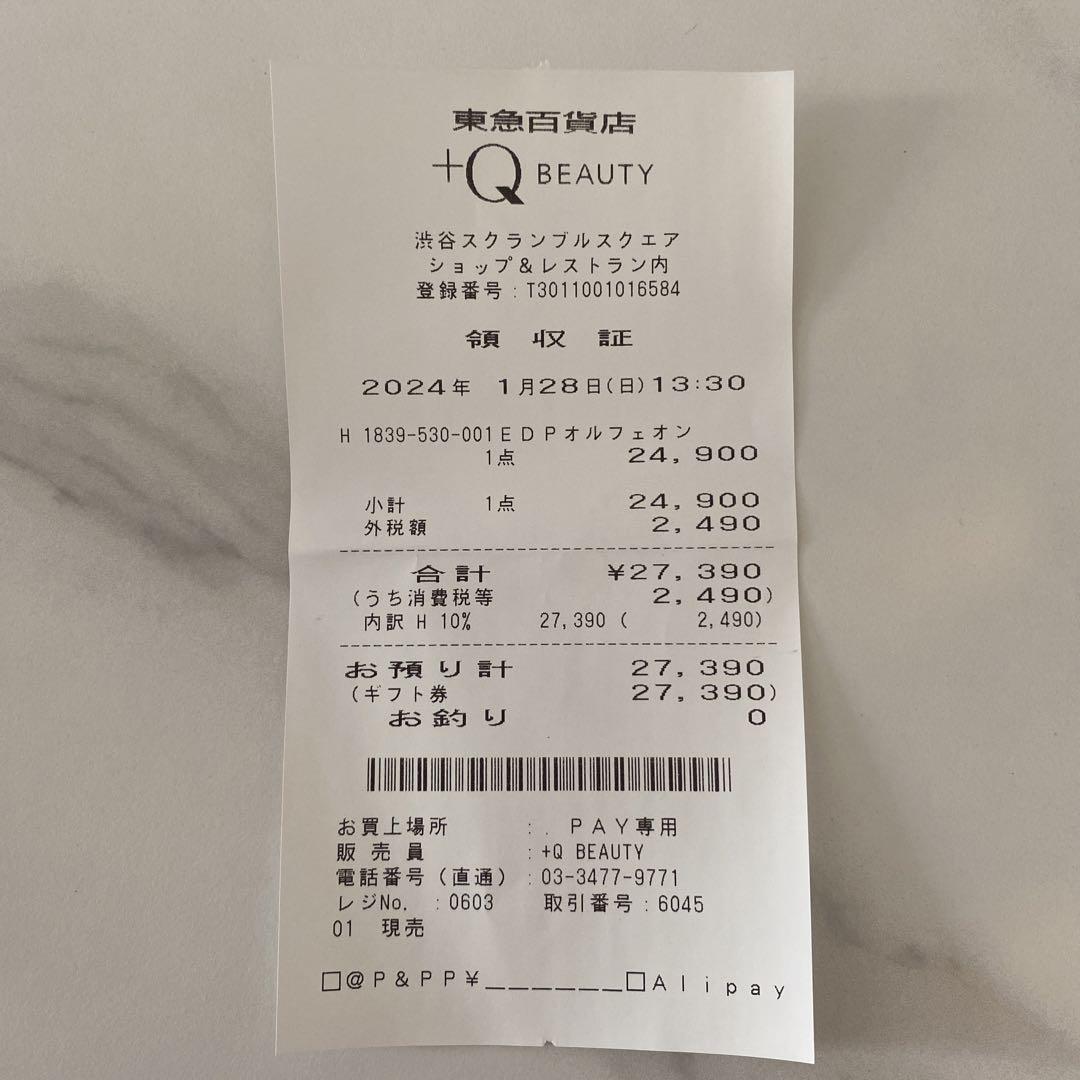 東急百貨店
+Q BEAUTY
渋谷スクランブルスクエア
ショップ&レストラン内
登録番号:T3011001016584
領 収 証
2024年 1月28日(日)13:30
H 1839-530-001EDPオルフェオン
1点 24,900
小計 1点 24,900
外税額 2,490
合計 ¥27,390
(うち消費税等 2,490)
内訳 H 10% 27,390 ( 2,490)
お預り計 27,390
(ギフト券 27,390)
お釣り 0
お買上場所 :. PAY専用
販売員 :+Q BEAUTY
電話番号(直通):03-3477-9771
レジNo. :0603 取引番号:6045
01 現売
□@P&PP¥______□Alipay